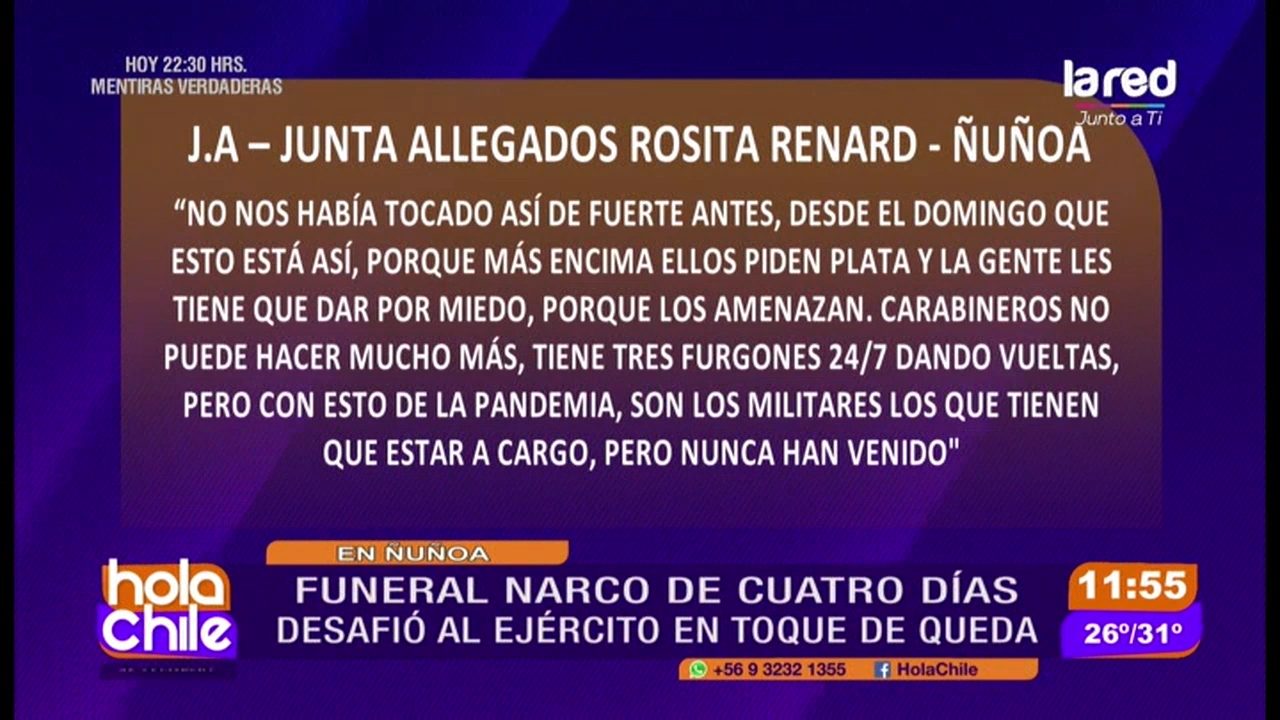 HOY 22:30 HRS.
MENTIRAS VERDADERAS
lared
Junto a Ti
J.A – JUNTA ALLEGADOS ROSITA RENARD - ÑUÑOA
“NO NOS HABÍA TOCADO ASÍ DE FUERTE ANTES, DESDE EL DOMINGO QUE
ESTO ESTÁ ASÍ, PORQUE MÁS ENCIMA ELLOS PIDEN PLATA Y LA GENTE LES
TIENE QUE DAR POR MIEDO, PORQUE LOS AMENAZAN. CARABINEROS NO
PUEDE HACER MUCHO MÁS, TIENE TRES FURGONES 24/7 DANDO VUELTAS,
PERO CON ESTO DE LA PANDEMIA, SON LOS MILITARES LOS QUE TIENEN
QUE ESTAR A CARGO, PERO NUNCA HAN VENIDO"
EN ÑUÑOA
hola
chile
FUNERAL NARCO DE CUATRO DÍAS
DESAFIÓ AL EJÉRCITO EN TOQUE DE QUEDA
11:55
26º/31º
+56 9 3232 1355 HolaChile